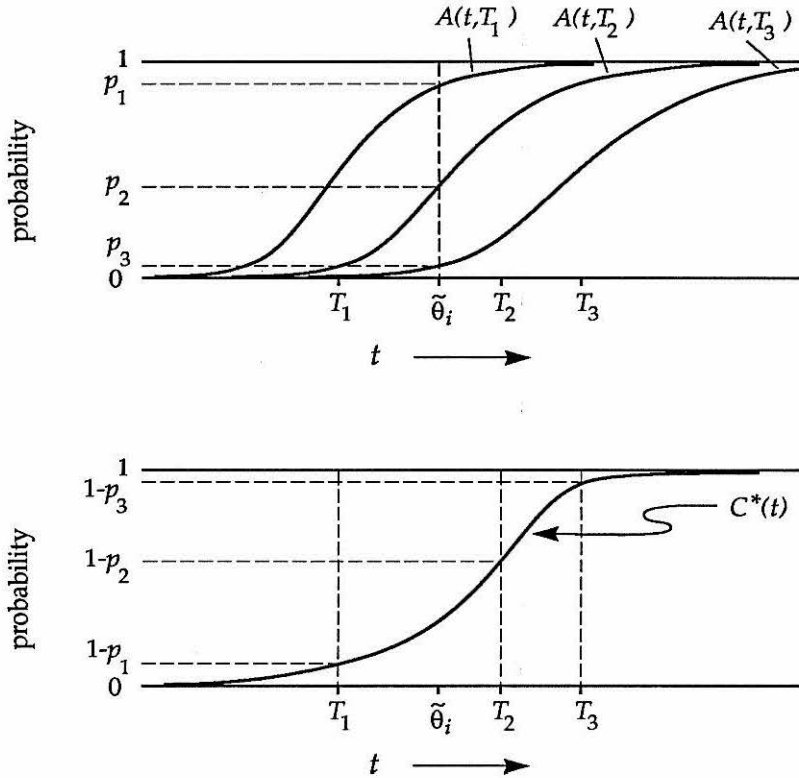 A(t,T₁) A(t,T₂) A(t,T₃)
1
p₁
p₂
p₃
0
probability
T₁ θ̃ᵢ T₂ T₃
t
1
1-p₃
1-p₂
1-p₁
0
probability
C*(t)
T₁ θ̃ᵢ T₂ T₃
t